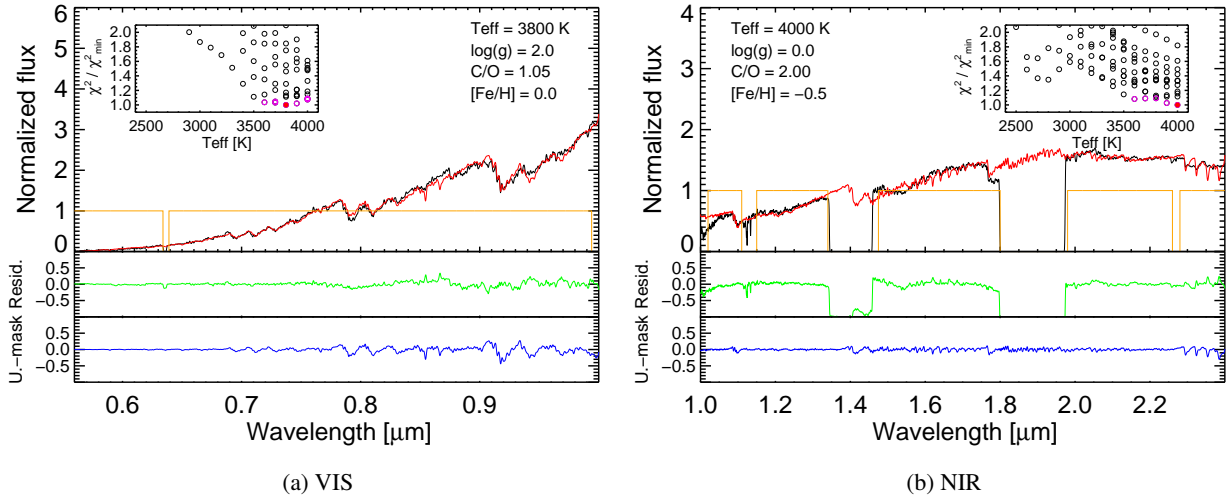 Normalized flux
6
5
4
3
2
1
0
χ² / χ²min
2.0
1.8
1.6
1.4
1.2
1.0
2500 3000 3500 4000
Teff [K]
Teff = 3800 K
log(g) = 2.0
C/O = 1.05
[Fe/H] = 0.0
Resid.
0.5
0.0
−0.5
U.−mask
0.5
0.0
−0.5
0.6 0.7 0.8 0.9
Wavelength [μm]
(a) VIS
Normalized flux
4
3
2
1
0
Teff = 4000 K
log(g) = 0.0
C/O = 2.00
[Fe/H] = −0.5
χ² / χ²min
2.0
1.8
1.6
1.4
1.2
1.0
2500 3000 3500 4000
Teff [K]
Resid.
0.5
0.0
−0.5
U.−mask
0.5
0.0
−0.5
1.0 1.2 1.4 1.6 1.8 2.0 2.2
Wavelength [μm]
(b) NIR